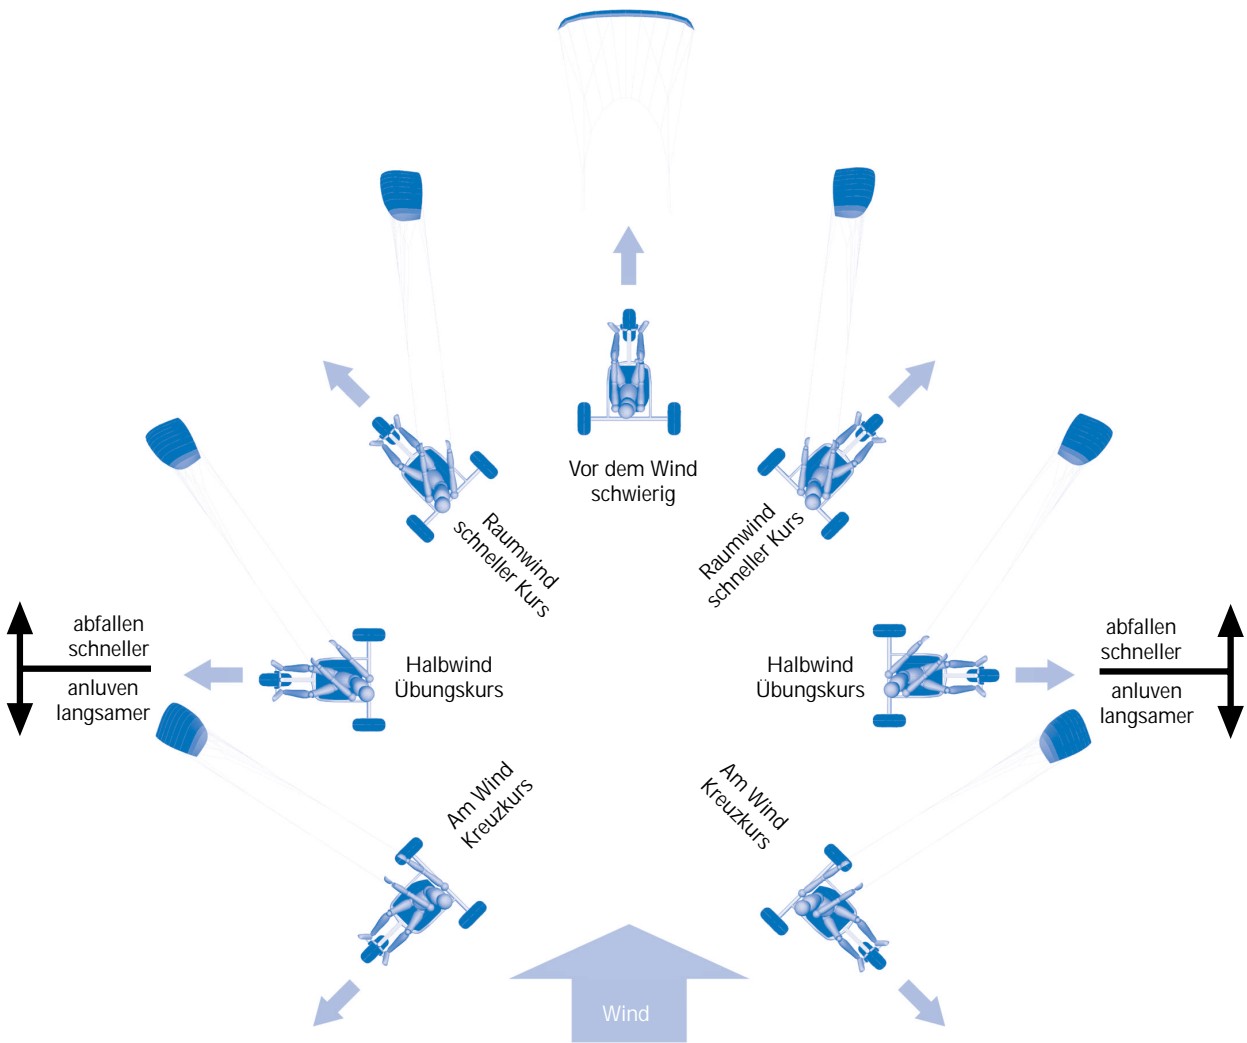 Vor dem Wind
schwierig
Raumwind
schneller Kurs
Raumwind
schneller Kurs
abfallen
schneller
anluven
langsamer
Halbwind
Übungskurs
Halbwind
Übungskurs
abfallen
schneller
anluven
langsamer
Am Wind
Kreuzkurs
Am Wind
Kreuzkurs
Wind